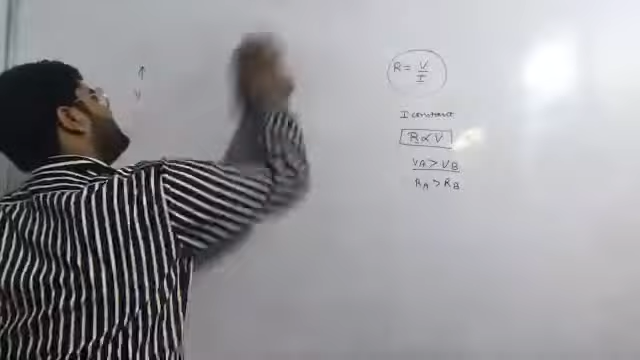 ↑
V
R = V/I
I constant
R ∝ V
VA > VB
RA > RB